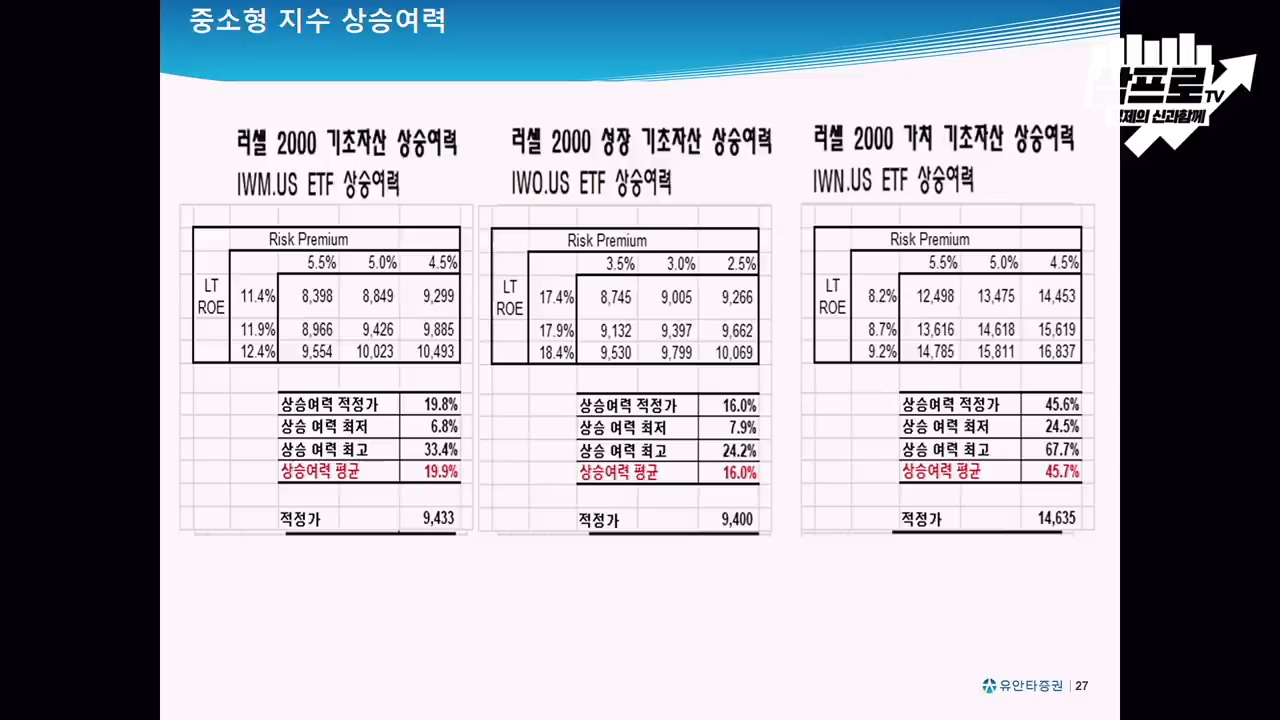 중소형 지수 상승여력
삼프로TV
경제의 신과함께
러셀 2000 기초자산 상승여력
IWM.US ETF 상승여력
Risk Premium
5.5% 5.0% 4.5%
LT ROE
11.4% 8,398 8,849 9,299
11.9% 8,966 9,426 9,885
12.4% 9,554 10,023 10,493
상승여력 적정가 19.8%
상승 여력 최저 6.8%
상승 여력 최고 33.4%
상승여력 평균 19.9%
적정가 9,433
러셀 2000 성장 기초자산 상승여력
IWO.US ETF 상승여력
Risk Premium
3.5% 3.0% 2.5%
LT ROE
17.4% 8,745 9,005 9,266
17.9% 9,132 9,397 9,662
18.4% 9,530 9,799 10,069
상승여력 적정가 16.0%
상승 여력 최저 7.9%
상승 여력 최고 24.2%
상승여력 평균 16.0%
적정가 9,400
러셀 2000 가치 기초자산 상승여력
IWN.US ETF 상승여력
Risk Premium
5.5% 5.0% 4.5%
LT ROE
8.2% 12,498 13,475 14,453
8.7% 13,616 14,618 15,619
9.2% 14,785 15,811 16,837
상승여력 적정가 45.6%
상승 여력 최저 24.5%
상승 여력 최고 67.7%
상승여력 평균 45.7%
적정가 14,635
유안타증권 27